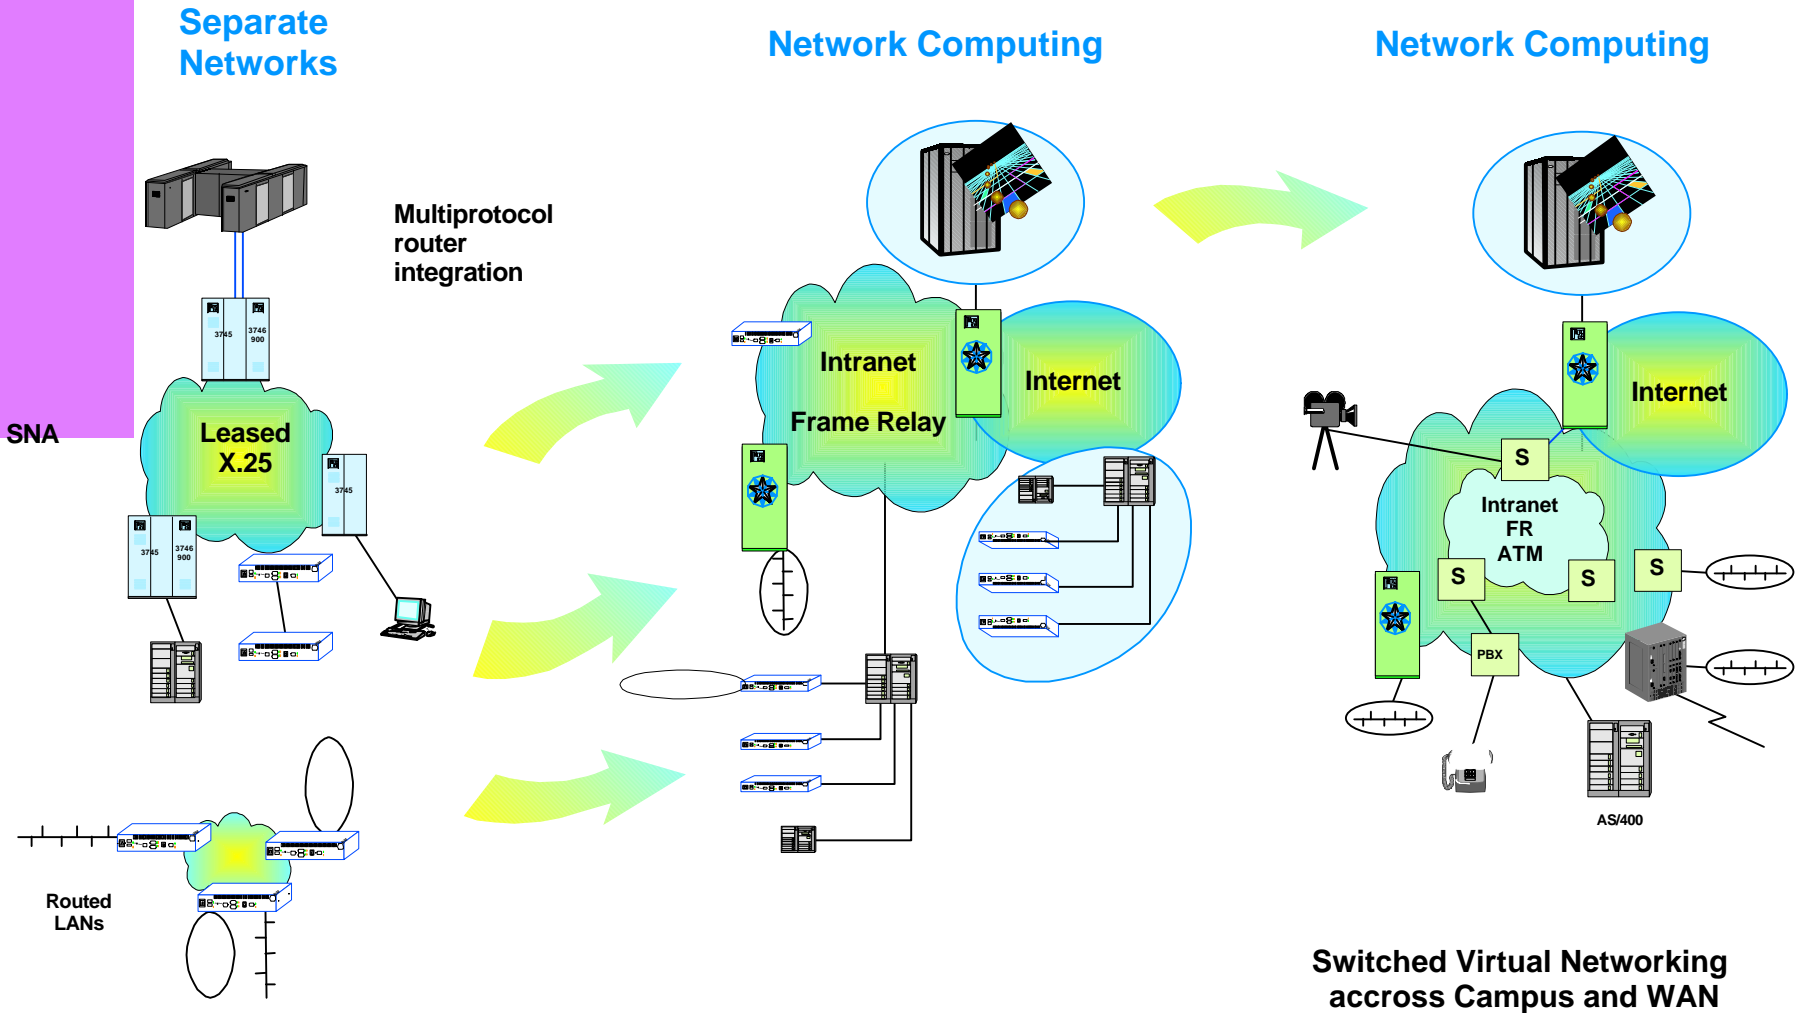 Separate
Networks
Network Computing
Network Computing
Multiprotocol
router
integration
3745
3746
900
SNA
Leased
X.25
3745
3745
3746
900
Routed
LANs
Intranet
Frame Relay
Internet
Internet
S
Intranet
FR
ATM
S
S
S
PBX
AS/400
Switched Virtual Networking
accross Campus and WAN